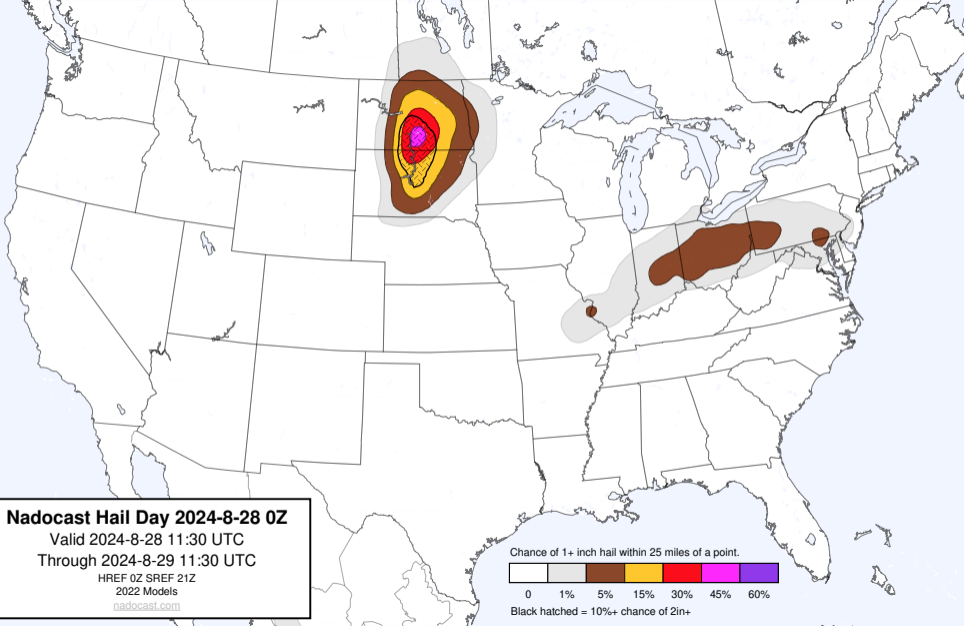 Nadocast Hail Day 2024-8-28 0Z
Valid 2024-8-28 11:30 UTC
Through 2024-8-29 11:30 UTC
HREF 0Z SREF 21Z
2022 Models
nadocast.com
Chance of 1+ inch hail within 25 miles of a point.
0 1% 5% 15% 30% 45% 60%
Black hatched = 10%+ chance of 2in+